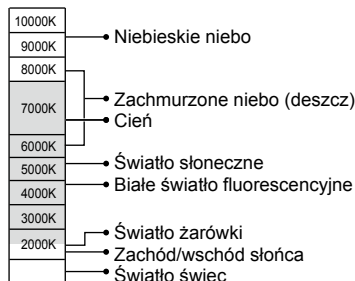 10000K
Niebieskie niebo
9000K
8000K
Zachmurzone niebo (deszcz)
7000K
Cień
6000K
Światło słoneczne
5000K
Białe światło fluorescencyjne
4000K
3000K
Światło żarówki
2000K
Zachód/wschód słońca
Światło świec